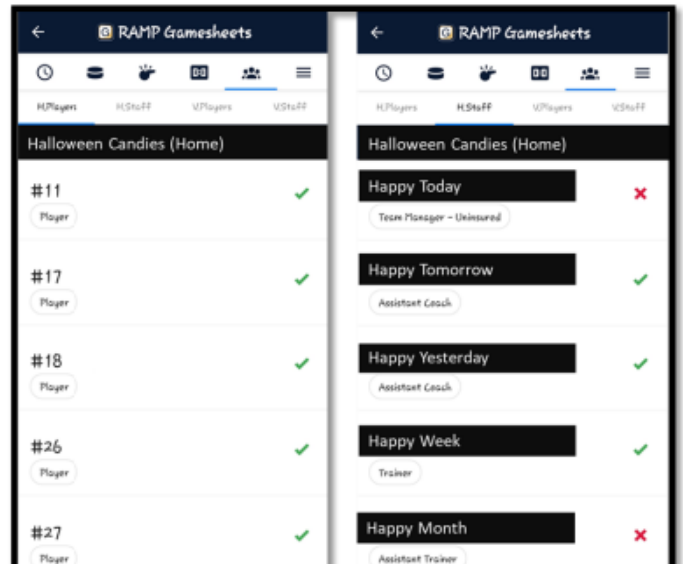 RAMP Gamesheets
H.Players H.Staff V.Players V.Staff
Halloween Candies (Home)
#11
Player
#17
Player
#18
Player
#26
Player
#27
Player
RAMP Gamesheets
H.Players H.Staff V.Players V.Staff
Halloween Candies (Home)
Happy Today
Team Manager - Uninsured
Happy Tomorrow
Assistant Coach
Happy Yesterday
Assistant Coach
Happy Week
Trainer
Happy Month
Assistant Trainer